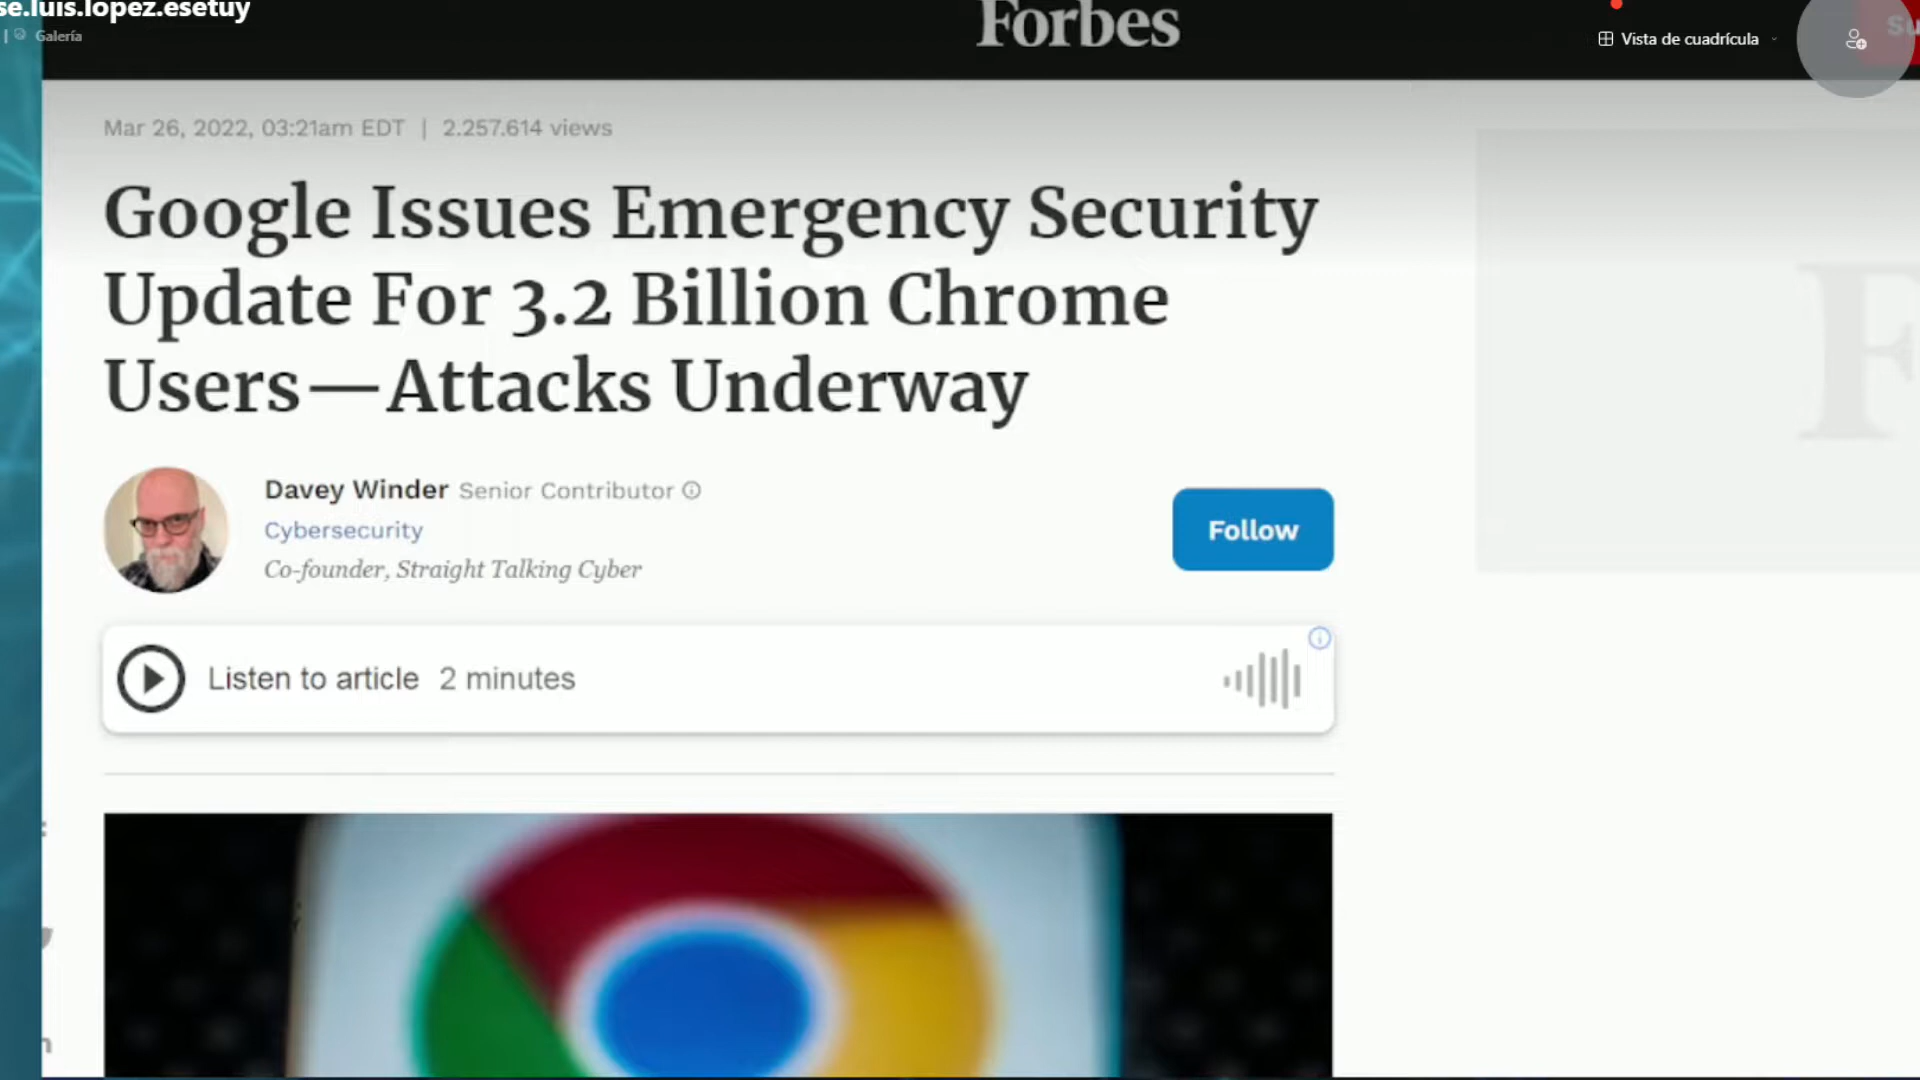 se.luis.lopez.esetuy
Forbes
Galería
Vista de cuadrícula
Su
Mar 26, 2022, 03:21am EDT | 2.257.614 views
Google Issues Emergency Security
Update For 3.2 Billion Chrome
Users—Attacks Underway
Davey Winder Senior Contributor
Cybersecurity
Co-founder, Straight Talking Cyber
Follow
Listen to article 2 minutes
F